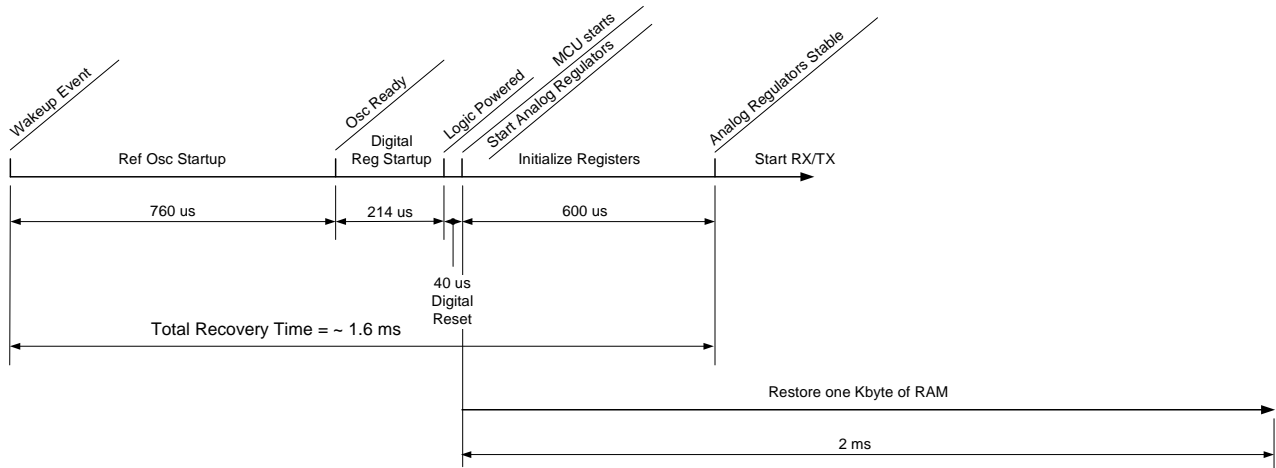 Wakeup Event
Osc Ready
Logic Powered
MCU starts
Start Analog Regulators
Analog Regulators Stable
Ref Osc Startup
Digital
Reg Startup
Initialize Registers
Start RX/TX
760 us
214 us
600 us
40 us
Digital
Reset
Total Recovery Time = ~ 1.6 ms
Restore one Kbyte of RAM
2 ms